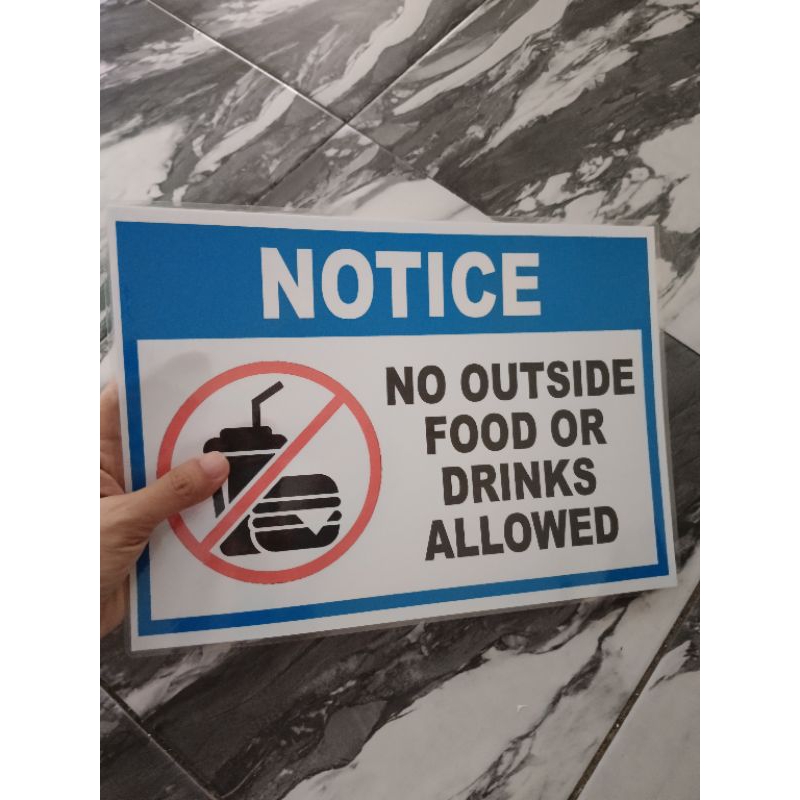 NOTICE
NO OUTSIDE
FOOD OR
DRINKS
ALLOWED